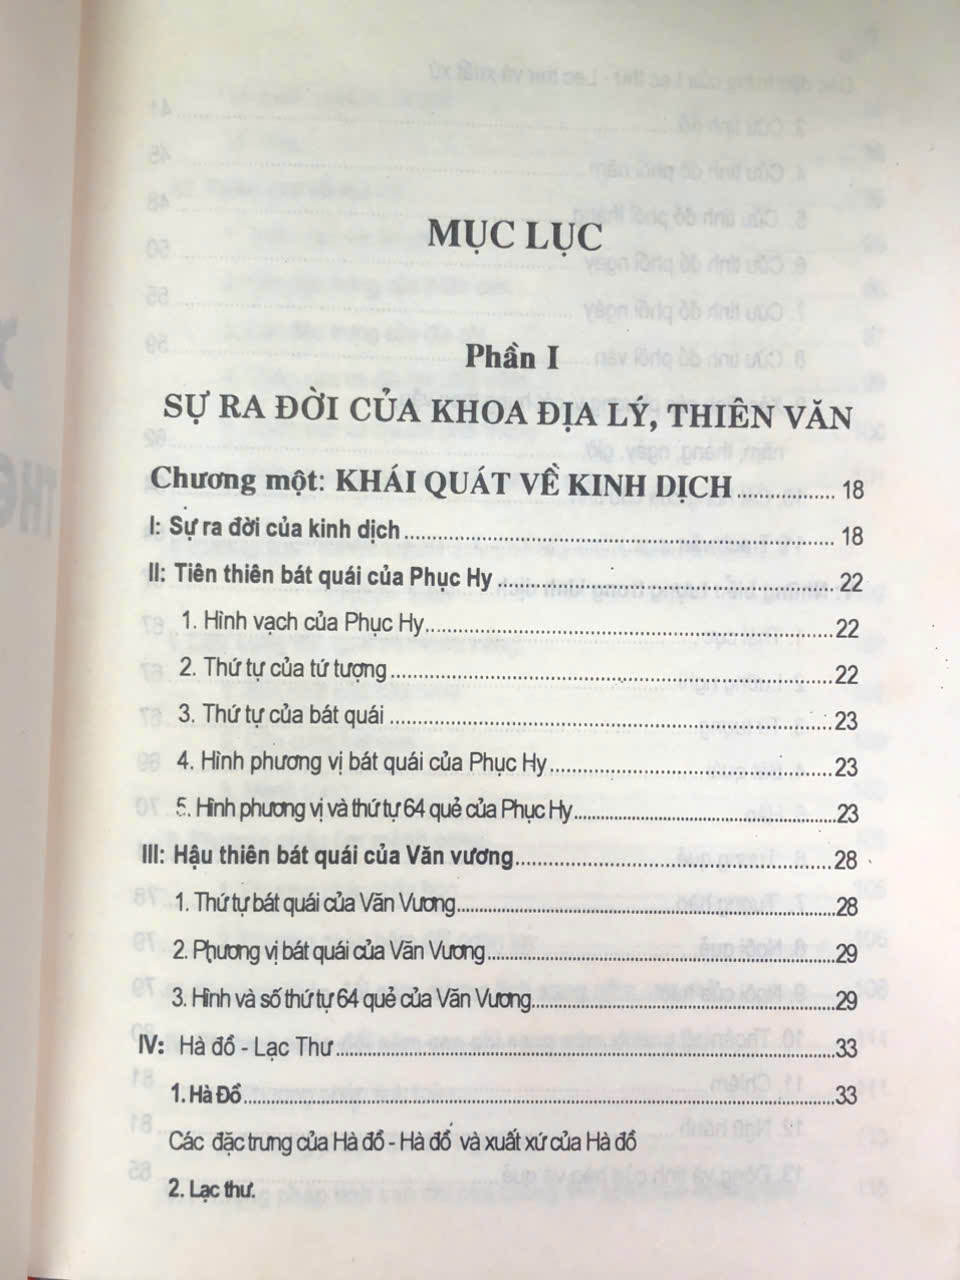 MỤC LỤC
Phần I
SỰ RA ĐỜI CỦA KHOA ĐỊA LÝ, THIÊN VĂN
Chương một: KHÁI QUÁT VỀ KINH DỊCH................ 18
I: Sự ra đời của kinh dịch................ 18
II: Tiên thiên bát quái của Phục Hy................ 22
1. Hình vạch của Phục Hy................ 22
2. Thứ tự của tứ tượng................ 22
3. Thứ tự của bát quái................ 23
4. Hình phương vị bát quái của Phục Hy................ 23
5. Hình phương vị và thứ tự 64 quẻ của Phục Hy................ 23
III: Hậu thiên bát quái của Văn vương................ 28
1. Thứ tự bát quái của Văn Vương................ 28
2. Phương vị bát quái của Văn Vương................ 29
3. Hình và số thứ tự 64 quẻ của Văn Vương................ 29
IV: Hà đồ - Lạc Thư................ 33
1. Hà Đồ................ 33
Các đặc trưng của Hà đồ - Hà đồ và xuất xứ của Hà đồ
2. Lạc thư.